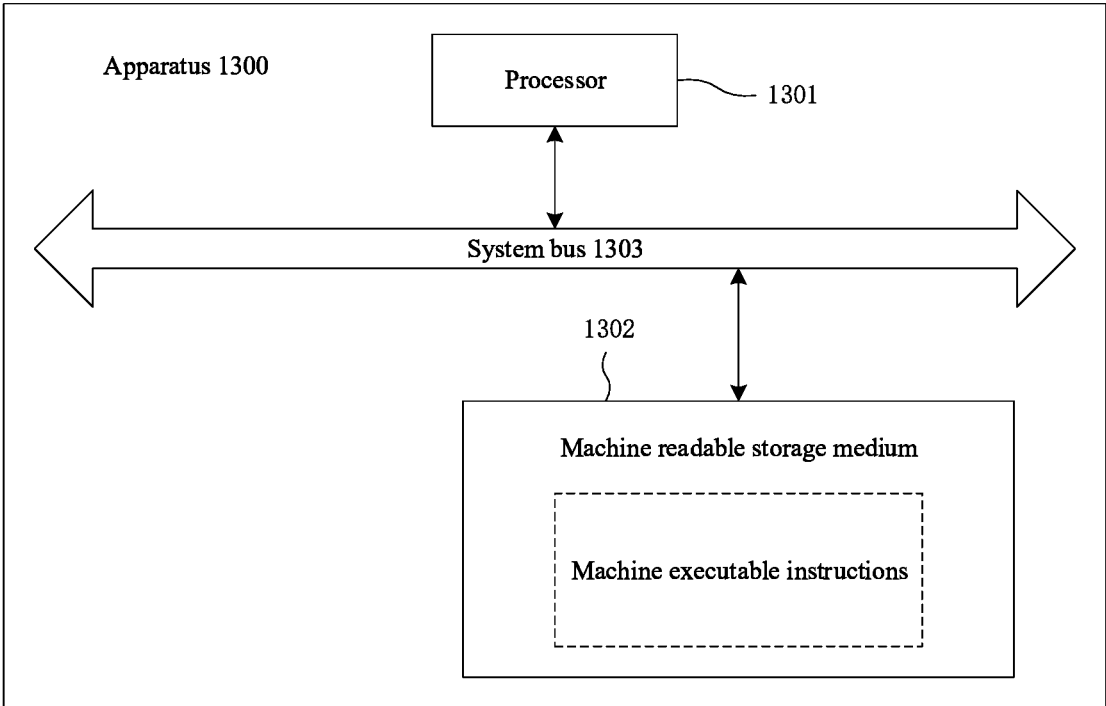 Apparatus 1300
Processor
1301
System bus 1303
1302
Machine readable storage medium
Machine executable instructions